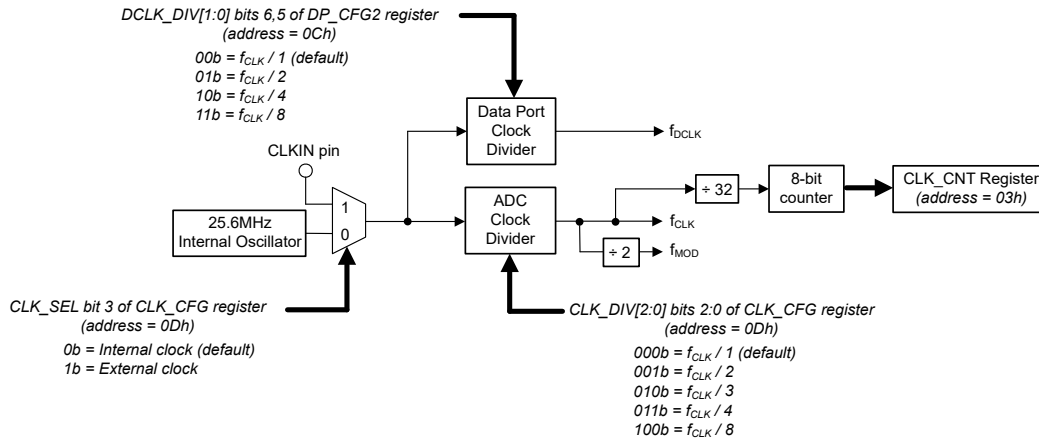 DCLK_DIV[1:0] bits 6,5 of DP_CFG2 register
(address = 0Ch)
00b = fCLK / 1 (default)
01b = fCLK / 2
10b = fCLK / 4
11b = fCLK / 8
CLKIN pin
Data Port
Clock
Divider
fDCLK
25.6MHz
Internal Oscillator
1
0
ADC
Clock
Divider
fCLK
÷ 2
fMOD
÷ 32
8-bit
counter
CLK_CNT Register
(address = 03h)
CLK_SEL bit 3 of CLK_CFG register
(address = 0Dh)
0b = Internal clock (default)
1b = External clock
CLK_DIV[2:0] bits 2:0 of CLK_CFG register
(address = 0Dh)
000b = fCLK / 1 (default)
001b = fCLK / 2
010b = fCLK / 3
011b = fCLK / 4
100b = fCLK / 8